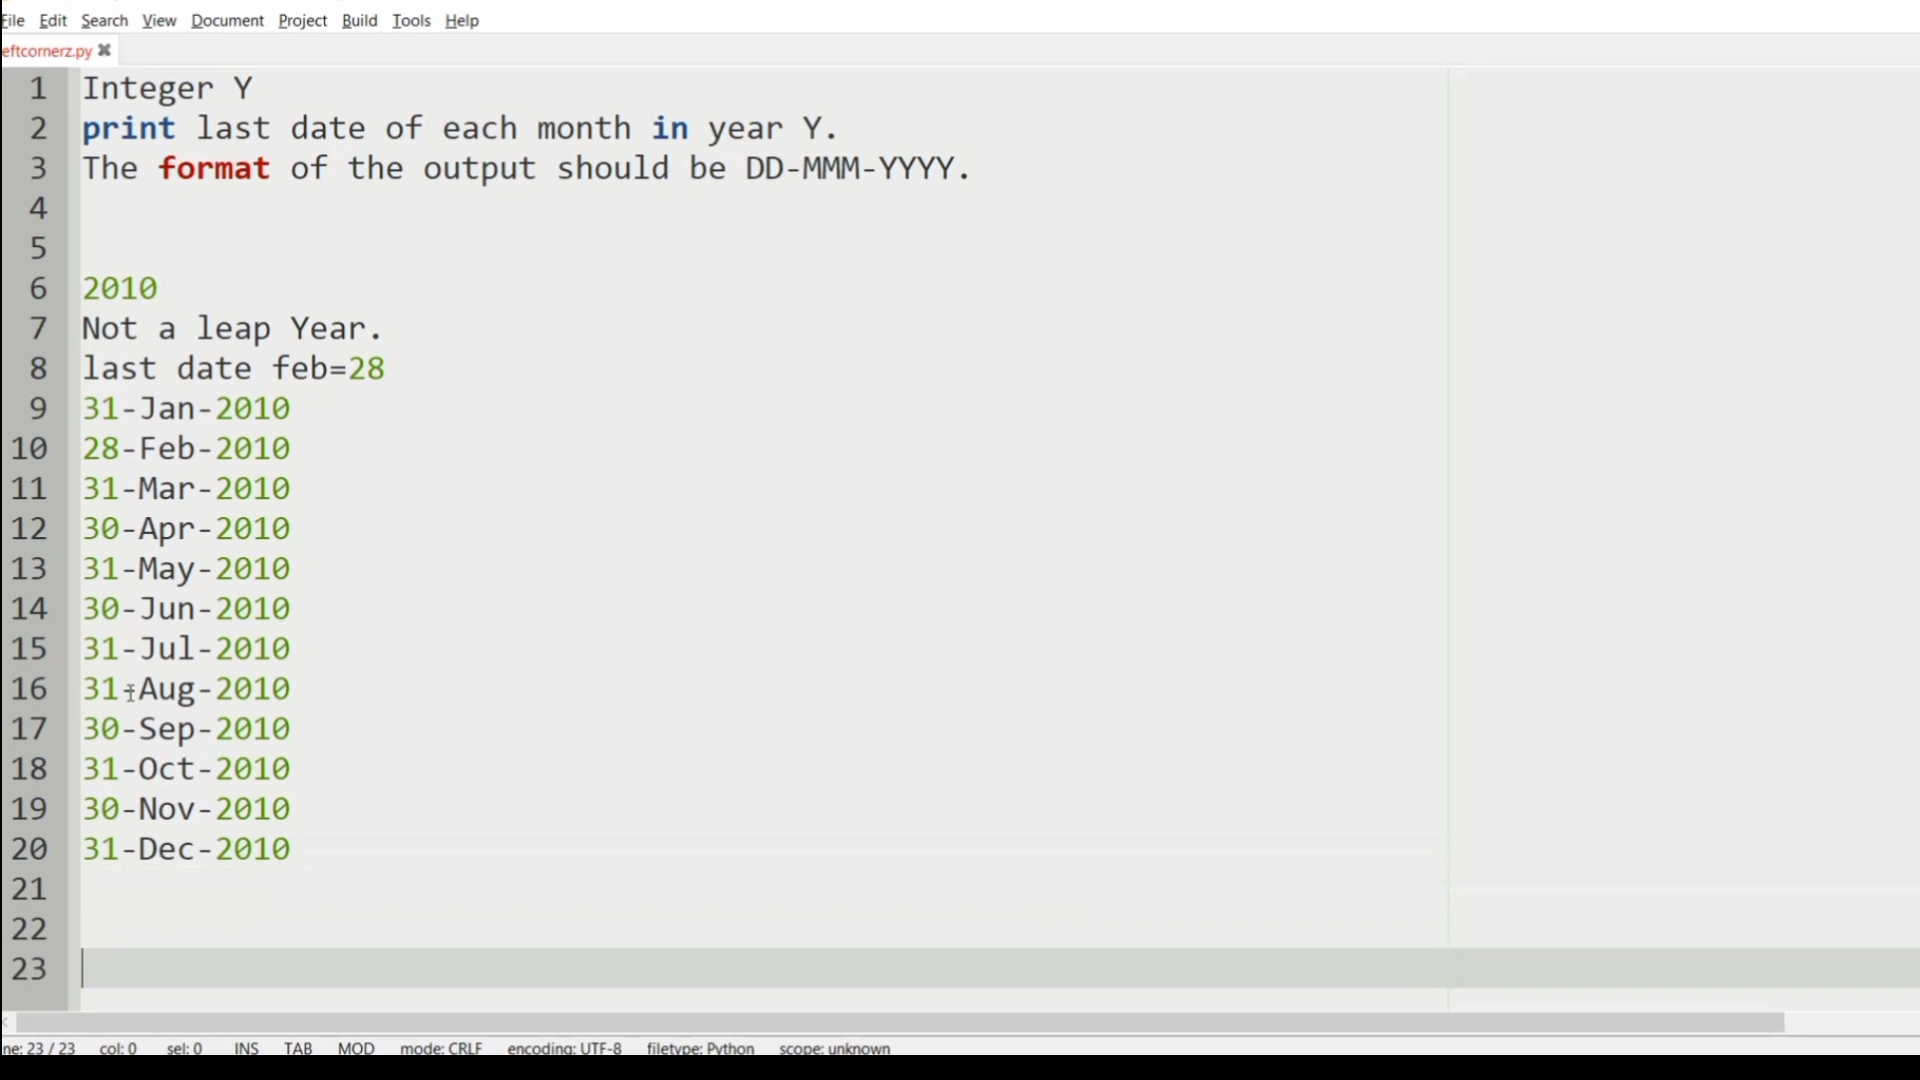 File Edit Search View Document Project Build Tools Help
eftcornerz.py
1 Integer Y
2 print last date of each month in year Y.
3 The format of the output should be DD-MMM-YYYY.
4
5
6 2010
7 Not a leap Year.
8 last date feb=28
9 31-Jan-2010
10 28-Feb-2010
11 31-Mar-2010
12 30-Apr-2010
13 31-May-2010
14 30-Jun-2010
15 31-Jul-2010
16 31-Aug-2010
17 30-Sep-2010
18 31-Oct-2010
19 30-Nov-2010
20 31-Dec-2010
21
22
23
ne: 23 / 23 col: 0 sel: 0 INS TAB MOD mode: CRLF encoding: UTF-8 filetype: Python scope: unknown